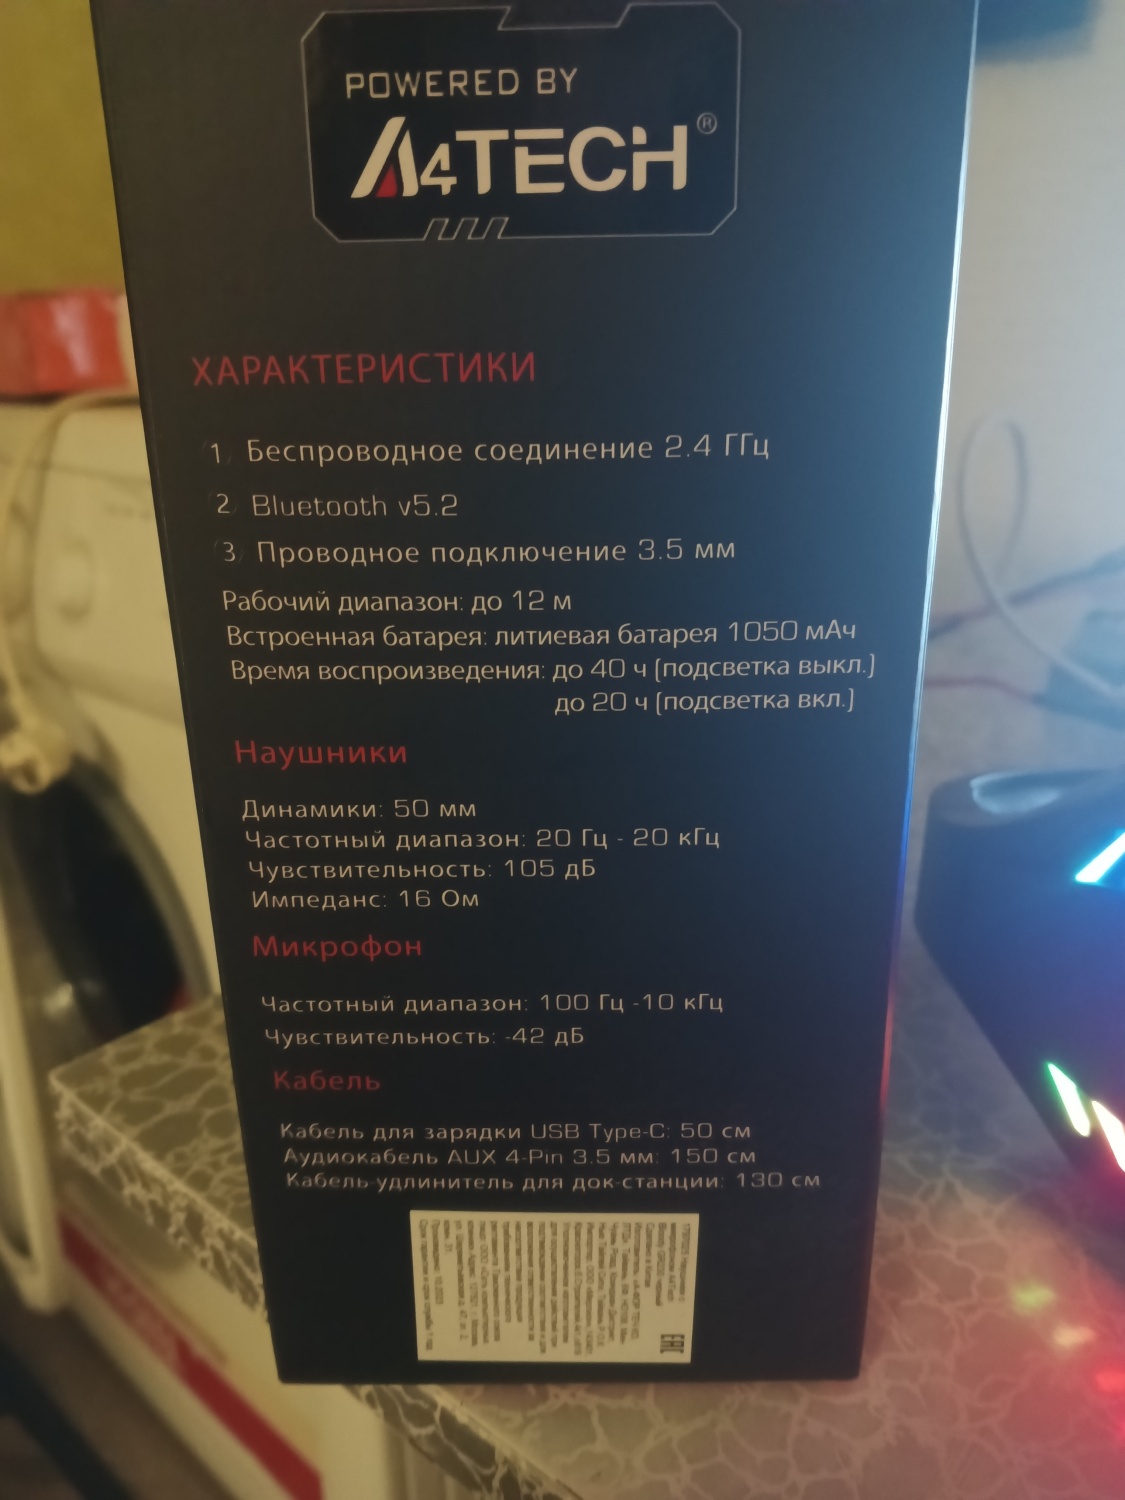 POWERED BY
A4TECH®
ХАРАКТЕРИСТИКИ
1 Беспроводное соединение 2.4 ГГц
2 Bluetooth v5.2
3 Проводное подключение 3.5 мм
Рабочий диапазон: до 12 м
Встроенная батарея: литиевая батарея 1050 мАч
Время воспроизведения: до 40 ч (подсветка выкл.)
до 20 ч (подсветка вкл.)
Наушники
Динамики: 50 мм
Частотный диапазон: 20 Гц - 20 кГц
Чувствительность: 105 дБ
Импеданс: 16 Ом
Микрофон
Частотный диапазон: 100 Гц -10 кГц
Чувствительность: -42 дБ
Кабель
Кабель для зарядки USB Type-C: 50 см
Аудиокабель AUX 4-Pin 3.5 мм: 150 см
Кабель-удлинитель для док-станции: 130 см
EAC